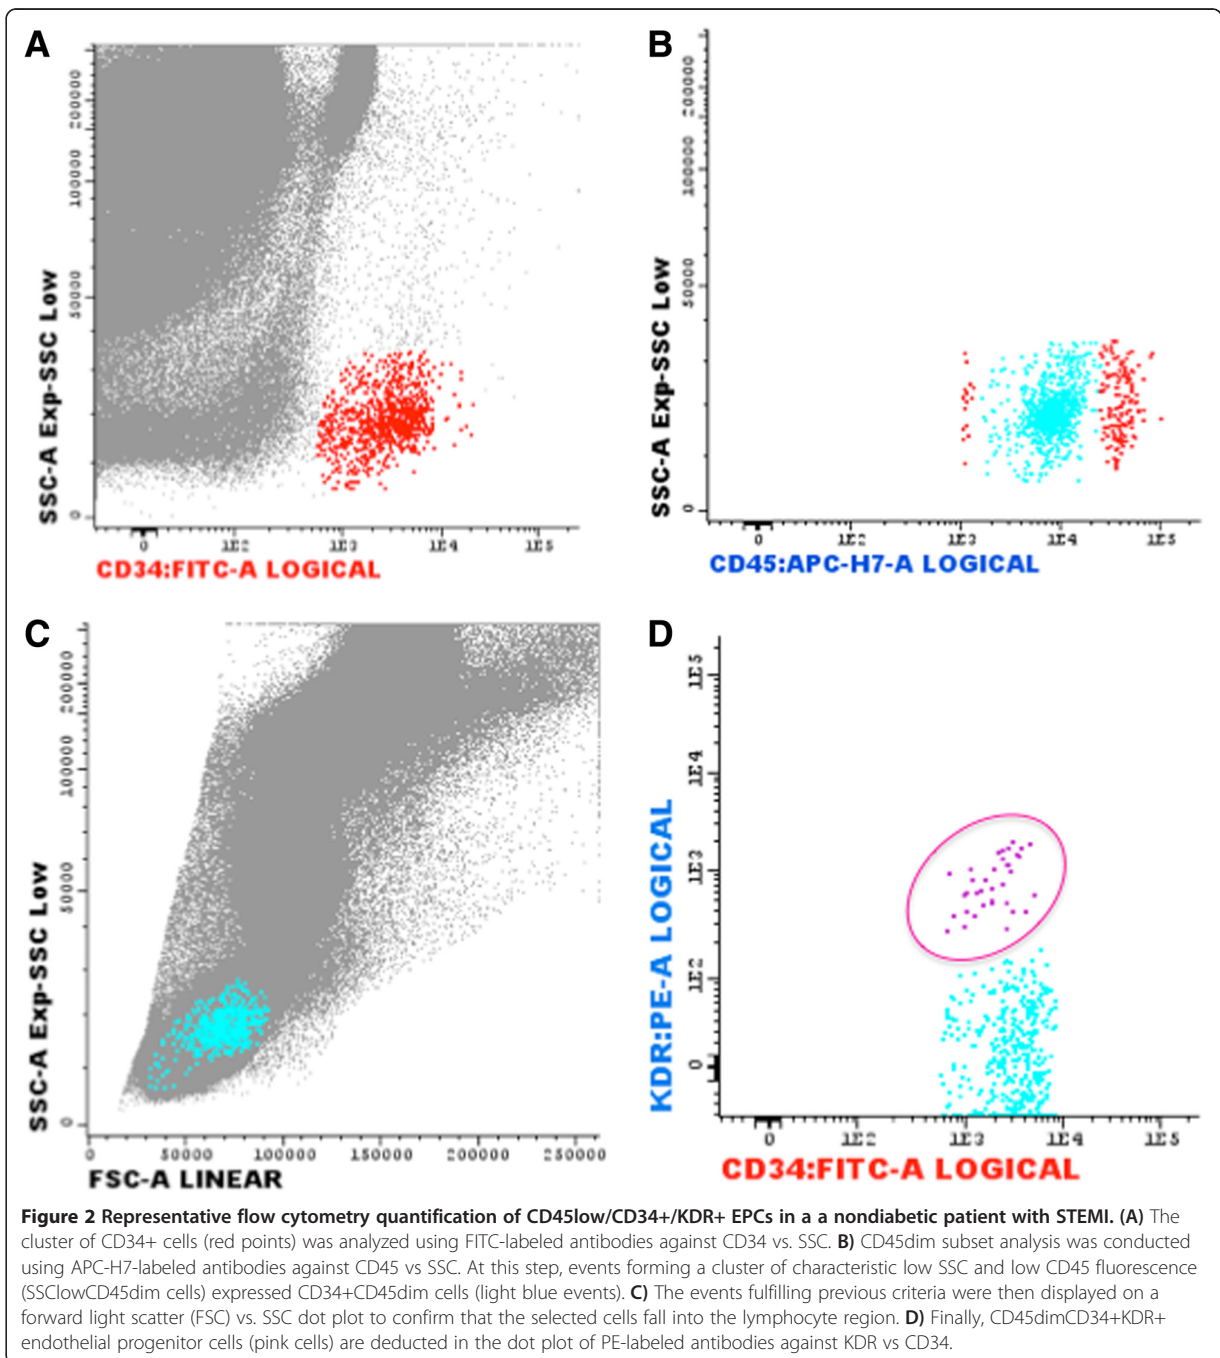 A
SSC-A Exp-SSC Low
0
50000
100000
200000
0
1E2
1E3
1E4
1E5
CD34:FITC-A LOGICAL
B
SSC-A Exp-SSC Low
0
50000
100000
200000
0
1E2
1E3
1E4
1E5
CD45:APC-H7-A LOGICAL
C
SSC-A Exp-SSC Low
0
50000
100000
200000
0
50000
100000
150000
200000
250000
FSC-A LINEAR
D
KDR:PE-A LOGICAL
0
1E2
1E3
1E4
1E5
0
1E2
1E3
1E4
1E5
CD34:FITC-A LOGICAL
Figure 2 Representative flow cytometry quantification of CD45low/CD34+/KDR+ EPCs in a a nondiabetic patient with STEMI. (A) The
cluster of CD34+ cells (red points) was analyzed using FITC-labeled antibodies against CD34 vs. SSC. B) CD45dim subset analysis was conducted
using APC-H7-labeled antibodies against CD45 vs SSC. At this step, events forming a cluster of characteristic low SSC and low CD45 fluorescence
(SSClowCD45dim cells) expressed CD34+CD45dim cells (light blue events). C) The events fulfilling previous criteria were then displayed on a
forward light scatter (FSC) vs. SSC dot plot to confirm that the selected cells fall into the lymphocyte region. D) Finally, CD45dimCD34+KDR+
endothelial progenitor cells (pink cells) are deducted in the dot plot of PE-labeled antibodies against KDR vs CD34.